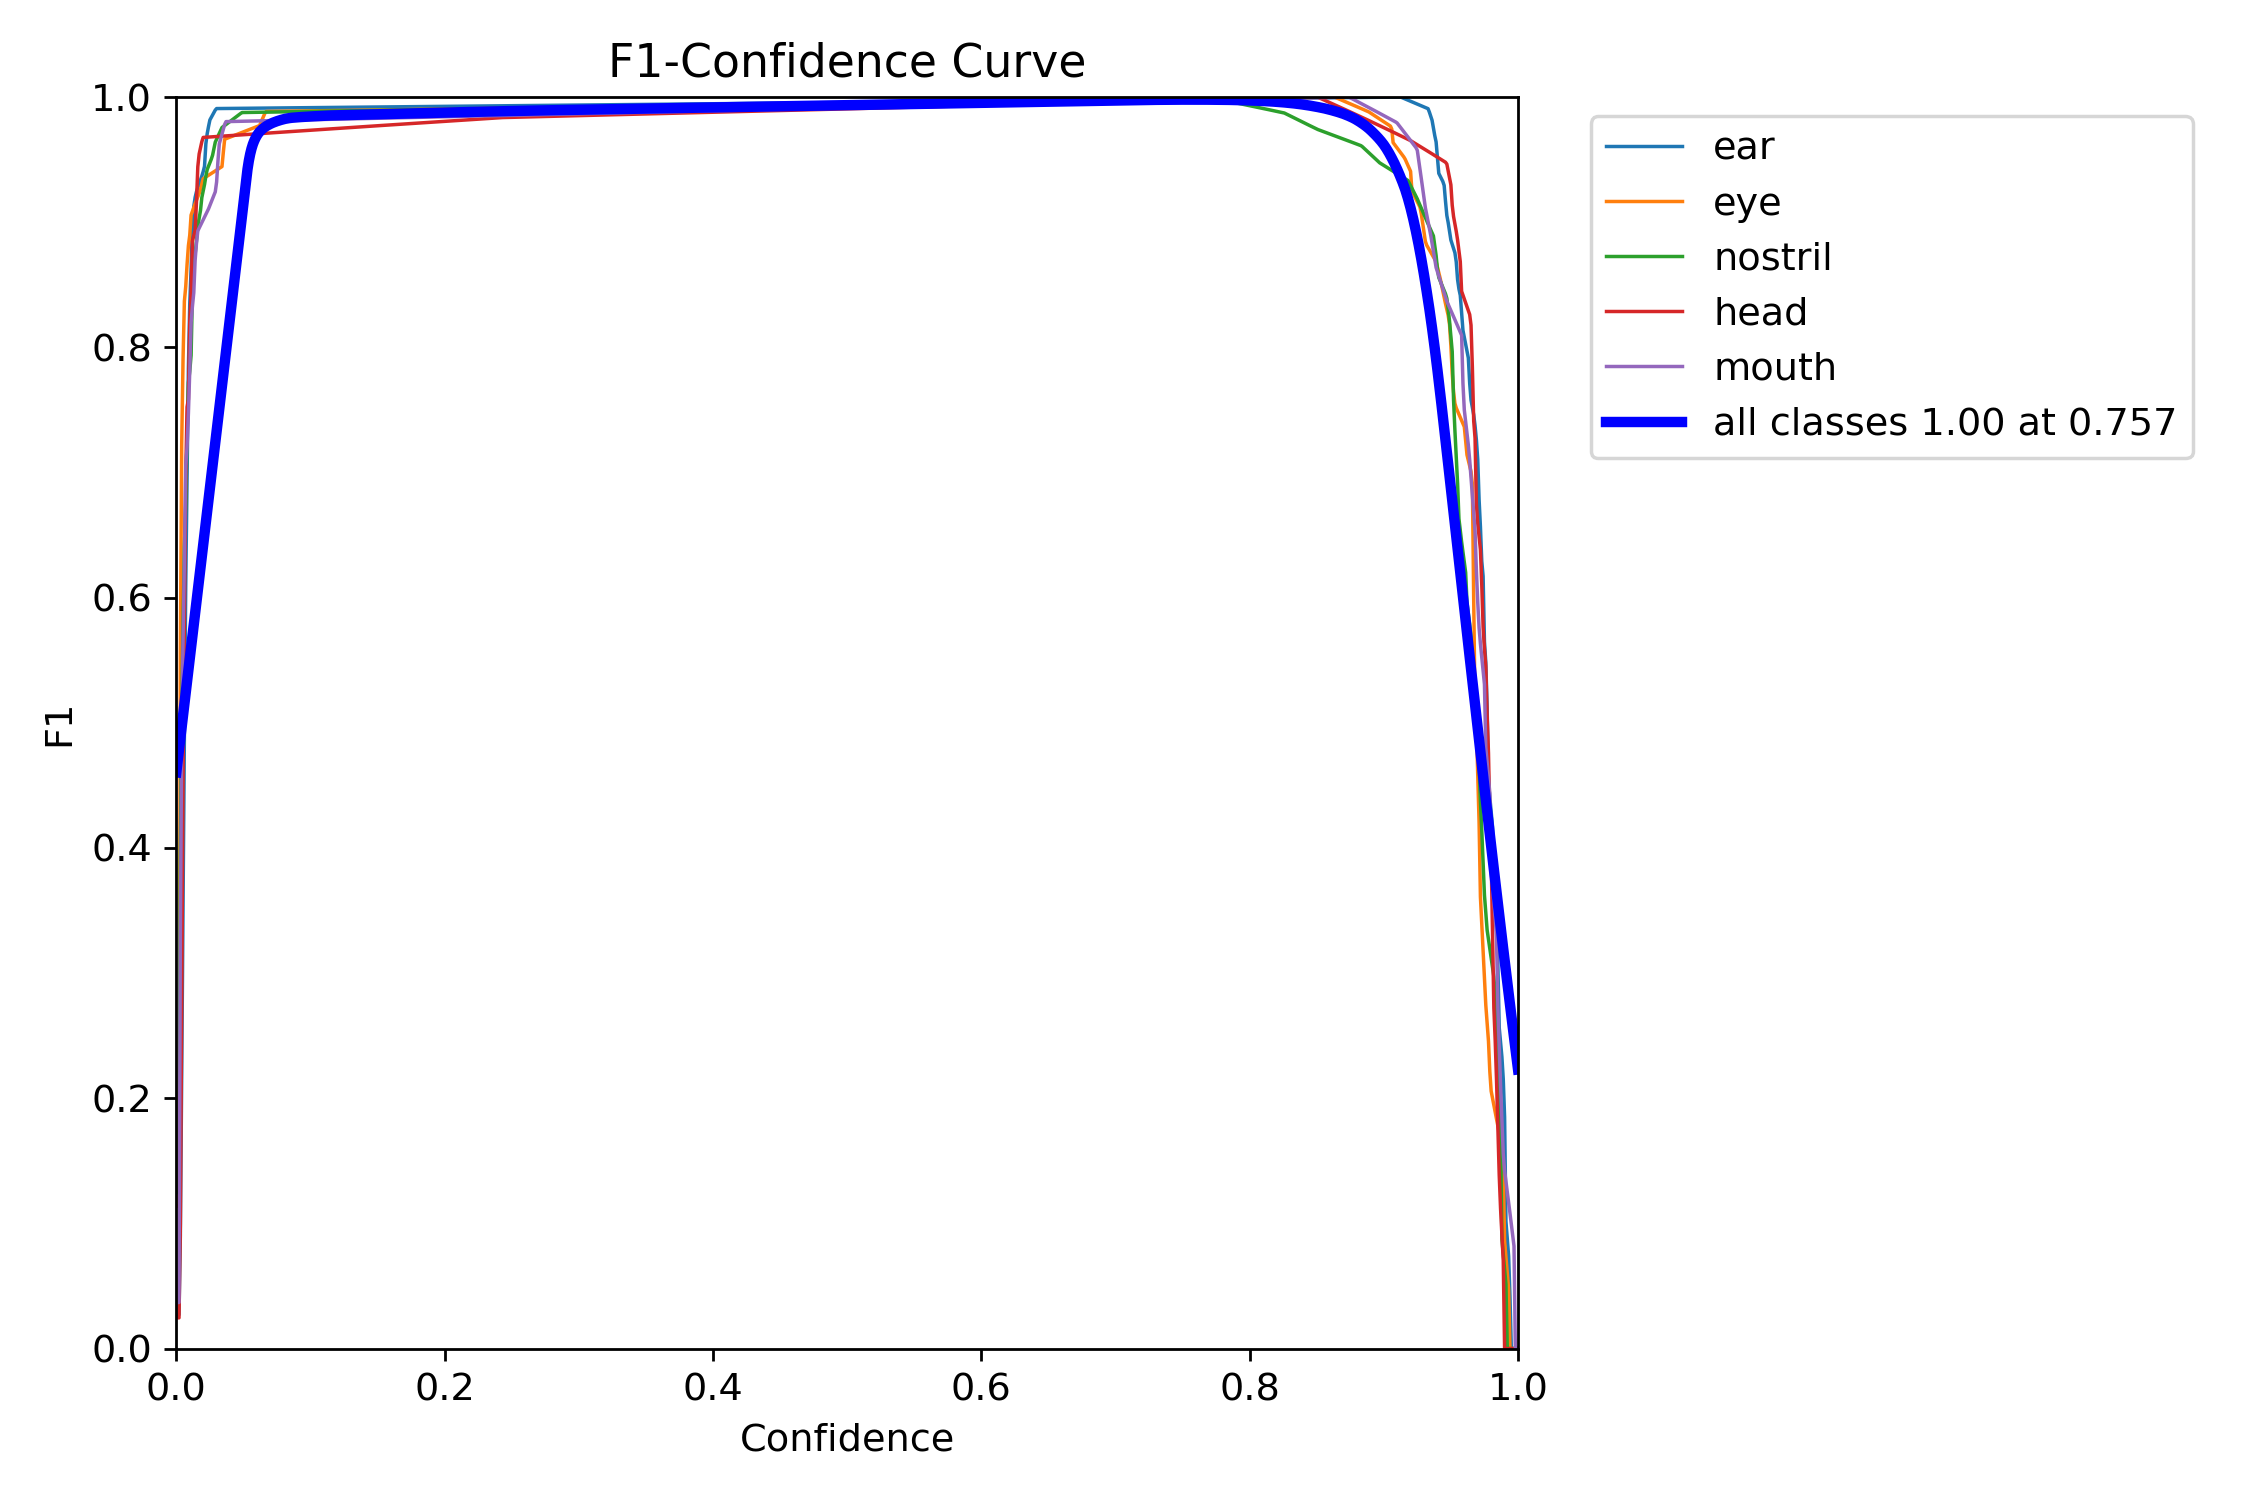 F1-Confidence Curve
1.0
0.8
0.6
0.4
0.2
0.0
F1
0.0 0.2 0.4 0.6 0.8 1.0
Confidence
ear
eye
nostril
head
mouth
all classes 1.00 at 0.757